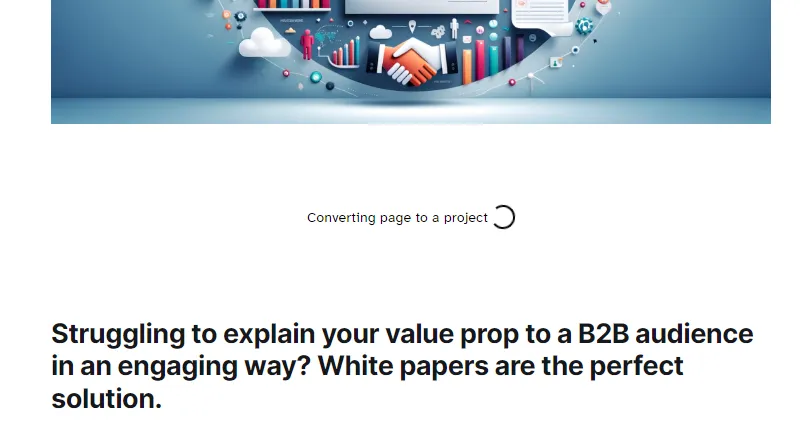 Converting page to a project
Struggling to explain your value prop to a B2B audience
in an engaging way? White papers are the perfect
solution.